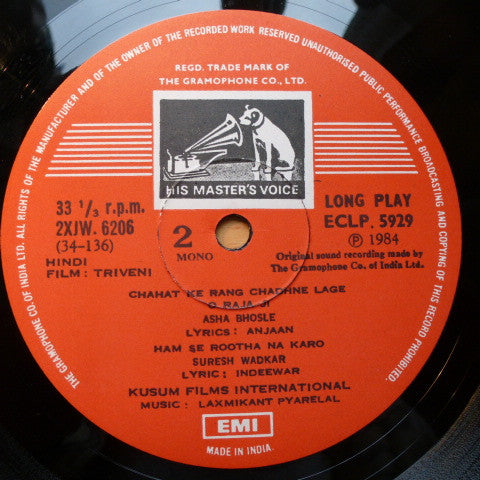 ALL RIGHTS OF THE MANUFACTURER AND OF THE OWNER OF THE RECORDED WORK RESERVED UNAUTHORISED PUBLIC PERFORMANCE BROADCASTING AND COPYING OF THIS RECORD PROHIBITED.
THE GRAMOPHONE CO. OF INDIA LTD.
REGD. TRADE MARK OF
THE GRAMOPHONE CO., LTD.
HIS MASTER'S VOICE
33 1/3 r.p.m.
2XJW. 6206
(34-136)
HINDI
FILM : TRIVENI
2
MONO
LONG PLAY
ECLP. 5929
Ⓟ 1984
Original sound recording made by
The Gramophone Co. of India Ltd.
CHAHAT KE RANG CHADHNE LAGE
O RAJA JI
ASHA BHOSLE
LYRICS: ANJAAN
HAM SE ROOTHA NA KARO
SURESH WADKAR
LYRIC: INDEEWAR
KUSUM FILMS INTERNATIONAL
MUSIC: LAXMIKANT PYARELAL
EMI
MADE IN INDIA.